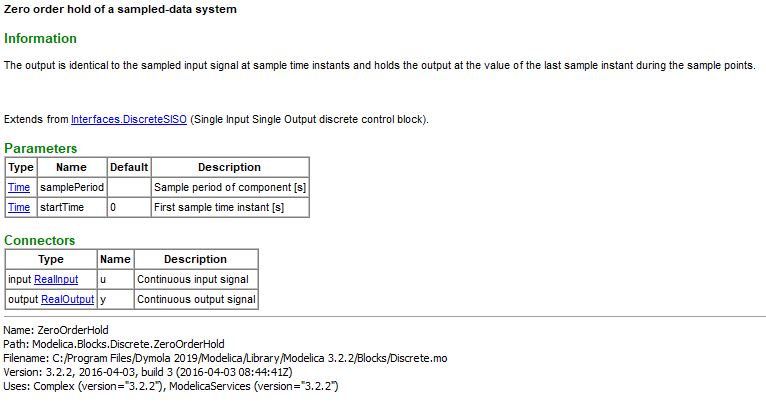 Zero order hold of a sampled-data system
Information
The output is identical to the sampled input signal at sample time instants and holds the output at the value of the last sample instant during the sample points.
Extends from Interfaces.DiscreteSISO (Single Input Single Output discrete control block).
Parameters
Type Name Default Description
Time samplePeriod Sample period of component [s]
Time startTime 0 First sample time instant [s]
Connectors
Type Name Description
input RealInput u Continuous input signal
output RealOutput y Continuous output signal
Name: ZeroOrderHold
Path: Modelica.Blocks.Discrete.ZeroOrderHold
Filename: C:/Program Files/Dymola 2019/Modelica/Library/Modelica 3.2.2/Blocks/Discrete.mo
Version: 3.2.2, 2016-04-03, build 3 (2016-04-03 08:44:41Z)
Uses: Complex (version="3.2.2"), ModelicaServices (version="3.2.2")